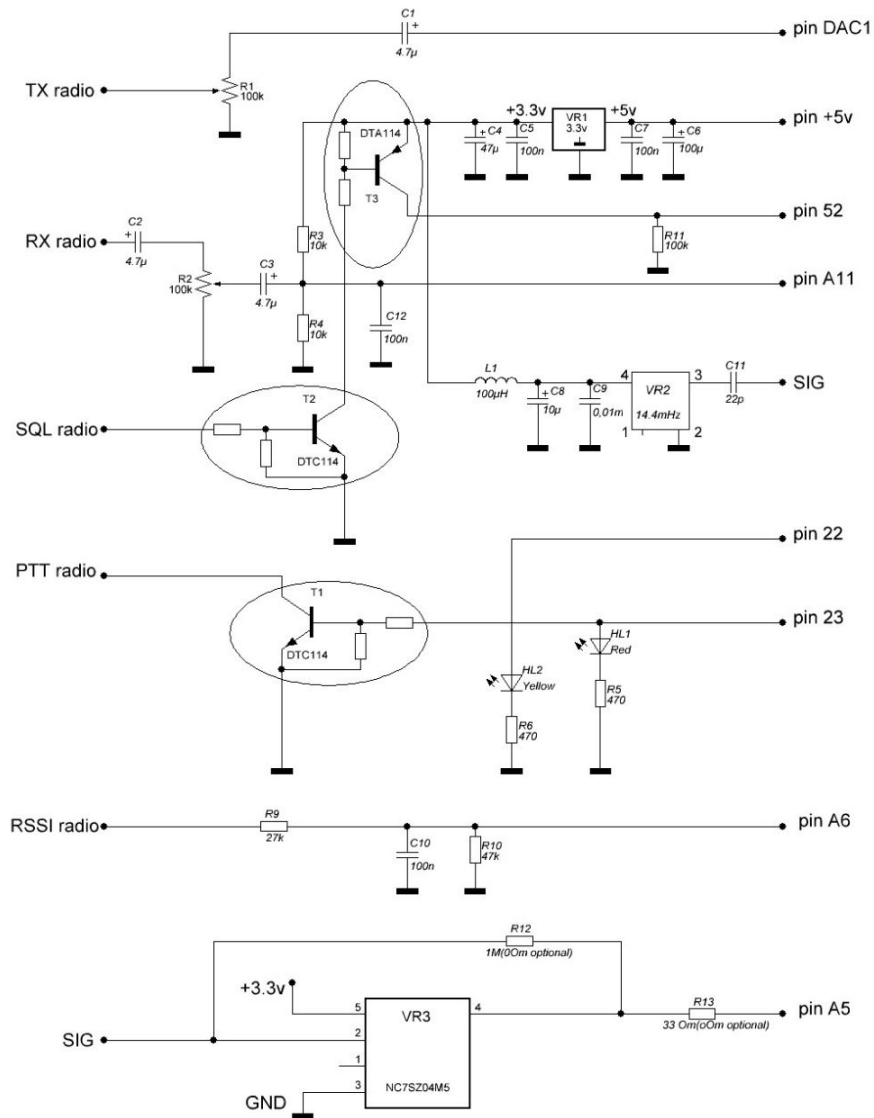 C1
4.7µ
pin DAC1
TX radio
R1
100k
DTA114
+3.3v
+5v
pin +5v
C4
47µ
C5
100n
VR1
3.3v
C7
100n
C6
100µ
T3
pin 52
RX radio
C2
4.7µ
R3
10k
R11
100k
R2
100k
C3
4.7µ
pin A11
R4
10k
C12
100n
L1
100µH
4
3
C11
22p
SIG
T2
C8
10µ
C9
0,01m
VR2
14.4mHz
1
2
SQL radio
DTC114
pin 22
PTT radio
T1
pin 23
DTC114
HL1
Red
HL2
Yellow
R5
470
R6
470
RSSI radio
R9
27k
C10
100n
R10
47k
pin A6
R12
1M(0Om optional)
+3.3v
5
VR3
4
R13
33 Om(oOm optional)
pin A5
SIG
2
1
3
NC7SZ04M5
GND